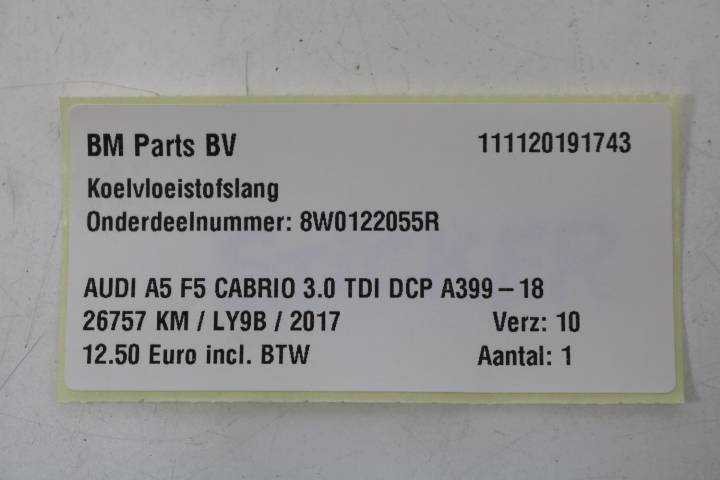 BM Parts BV 111120191743
Koelvloeistofslang
Onderdeelnummer: 8W0122055R
AUDI A5 F5 CABRIO 3.0 TDI DCP A399 – 18
26757 KM / LY9B / 2017 Verz: 10
12.50 Euro incl. BTW Aantal: 1